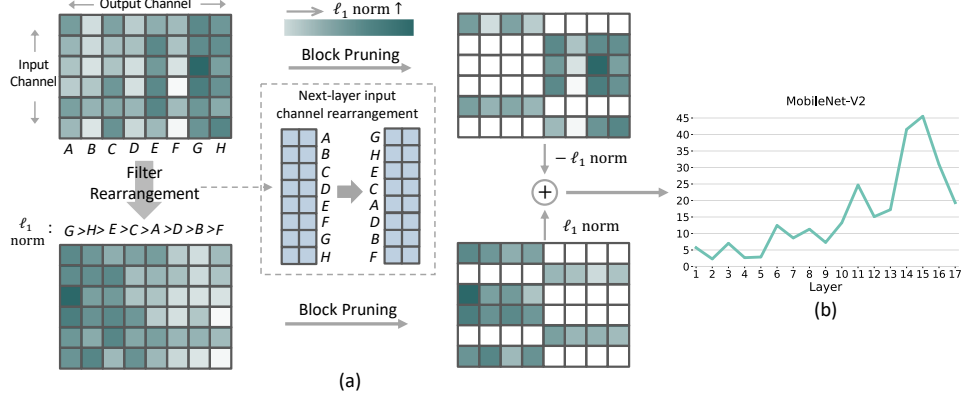 Output Channel
Input
Channel
A B C D E F G H
Filter
Rearrangement
ℓ₁
norm
: G >H> E >C >A >D >B >F
ℓ₁ norm ↑
Block Pruning
Next-layer input
channel rearrangement
A G
B H
C E
D C
E A
F D
G B
H F
Block Pruning
(a)
− ℓ₁ norm
+
ℓ₁ norm
MobileNet-V2
45
40
35
30
25
20
15
10
5
0
1 2 3 4 5 6 7 8 9 10 11 12 13 14 15 16 17
Layer
(b)